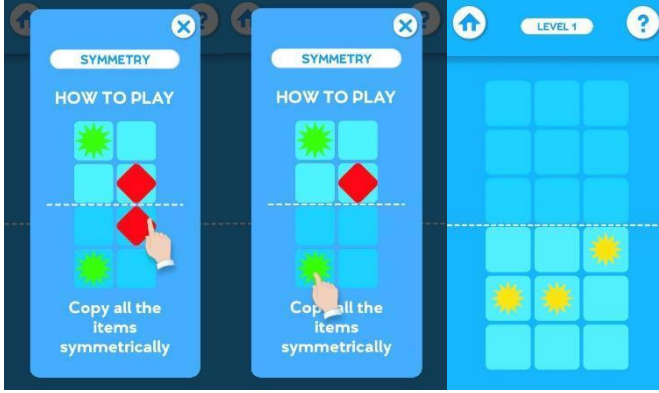 SYMMETRY
HOW TO PLAY
Copy all the
items
symmetrically
?
SYMMETRY
HOW TO PLAY
Copy all the
items
symmetrically
?
LEVEL 1
?